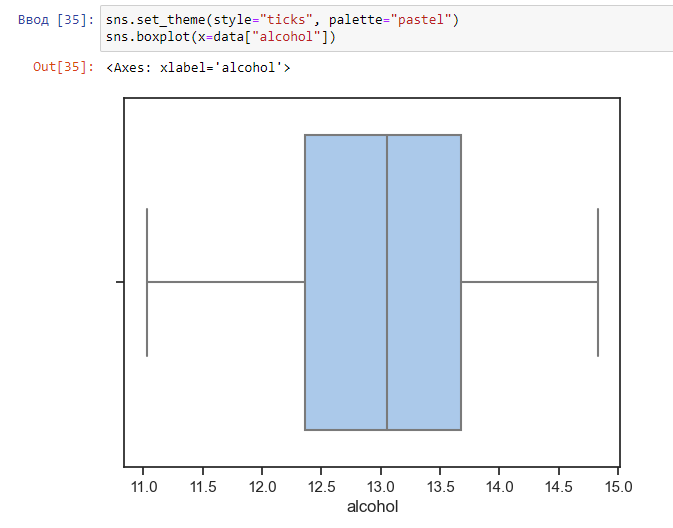 Ввод [35]: sns.set_theme(style="ticks", palette="pastel")
sns.boxplot(x=data["alcohol"])
Out[35]: <Axes: xlabel='alcohol'>
11.0 11.5 12.0 12.5 13.0 13.5 14.0 14.5 15.0
alcohol